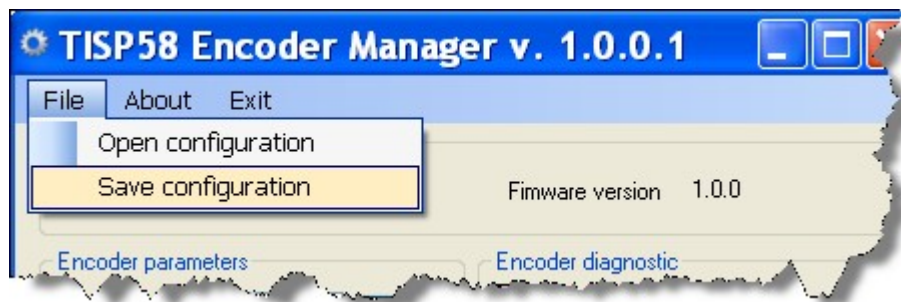 TISP58 Encoder Manager v. 1.0.0.1
File About Exit
Open configuration
Save configuration
Fimware version 1.0.0
Encoder parameters Encoder diagnostic